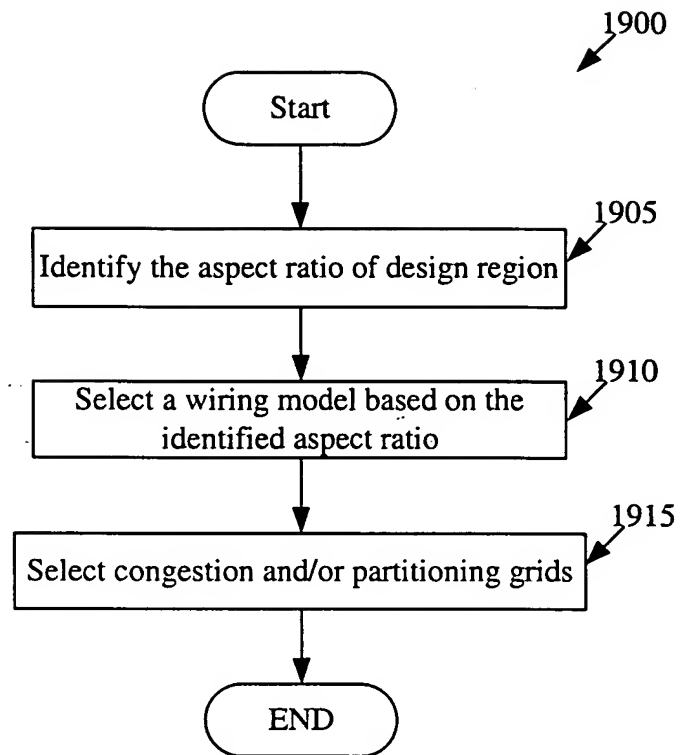 1900
Start
1905
Identify the aspect ratio of design region
1910
Select a wiring model based on the
identified aspect ratio
1915
Select congestion and/or partitioning grids
END